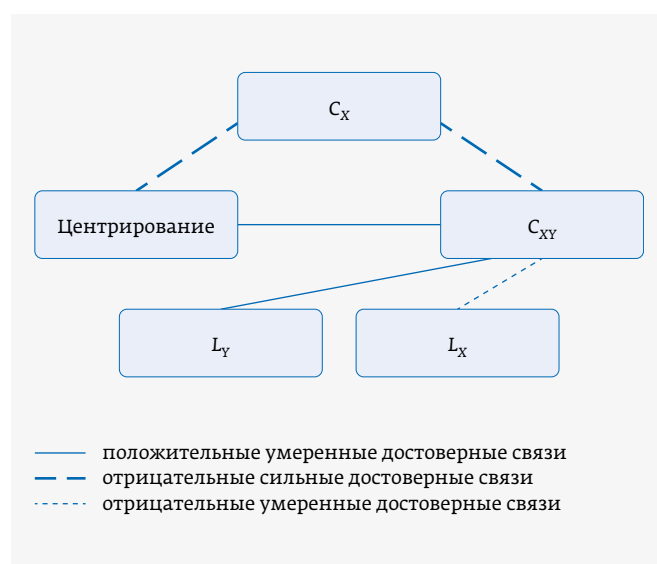 C_X
Центрирование
C_XY
L_Y
L_X
положительные умеренные достоверные связи
отрицательные сильные достоверные связи
отрицательные умеренные достоверные связи